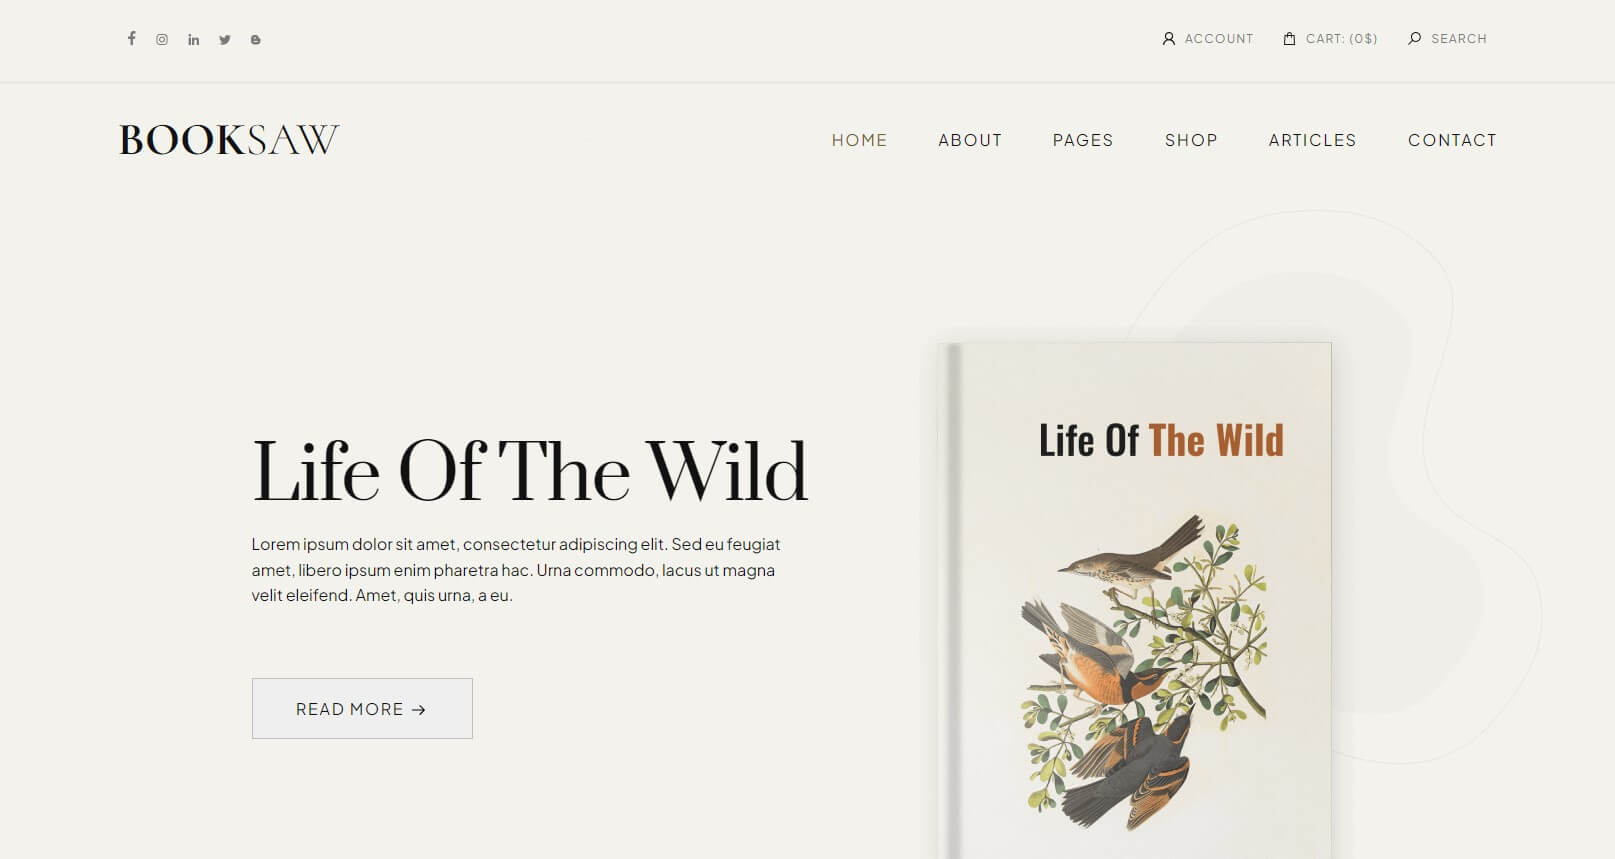 ACCOUNT
CART: (0$)
SEARCH
BOOKSAW
HOME
ABOUT
PAGES
SHOP
ARTICLES
CONTACT
Life Of The Wild
Lorem ipsum dolor sit amet, consectetur adipiscing elit. Sed eu feugiat
amet, libero ipsum enim pharetra hac. Urna commodo, lacus ut magna
velit eleifend. Amet, quis urna, a eu.
READ MORE →
Life Of The Wild